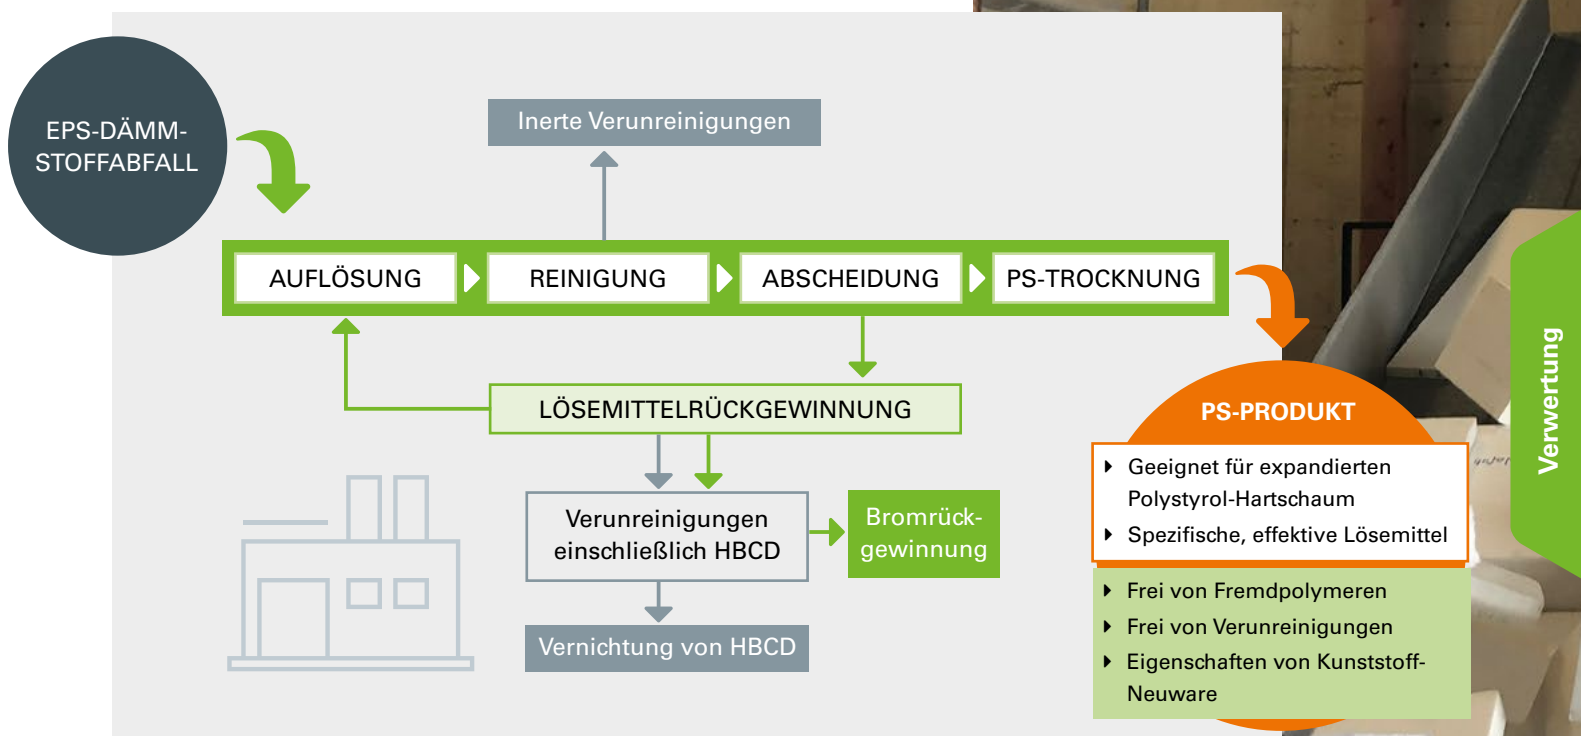 EPS-DÄMM-
STOFFABFALL
Inerte Verunreinigungen
AUFLÖSUNG
REINIGUNG
ABSCHEIDUNG
PS-TROCKNUNG
LÖSEMITTELRÜCKGEWINNUNG
Verunreinigungen
einschließlich HBCD
Bromrück-
gewinnung
Vernichtung von HBCD
PS-PRODUKT
Geeignet für expandierten
Polystyrol-Hartschaum
Spezifische, effektive Lösemittel
Frei von Fremdpolymeren
Frei von Verunreinigungen
Eigenschaften von Kunststoff-
Neuware
Verwertung